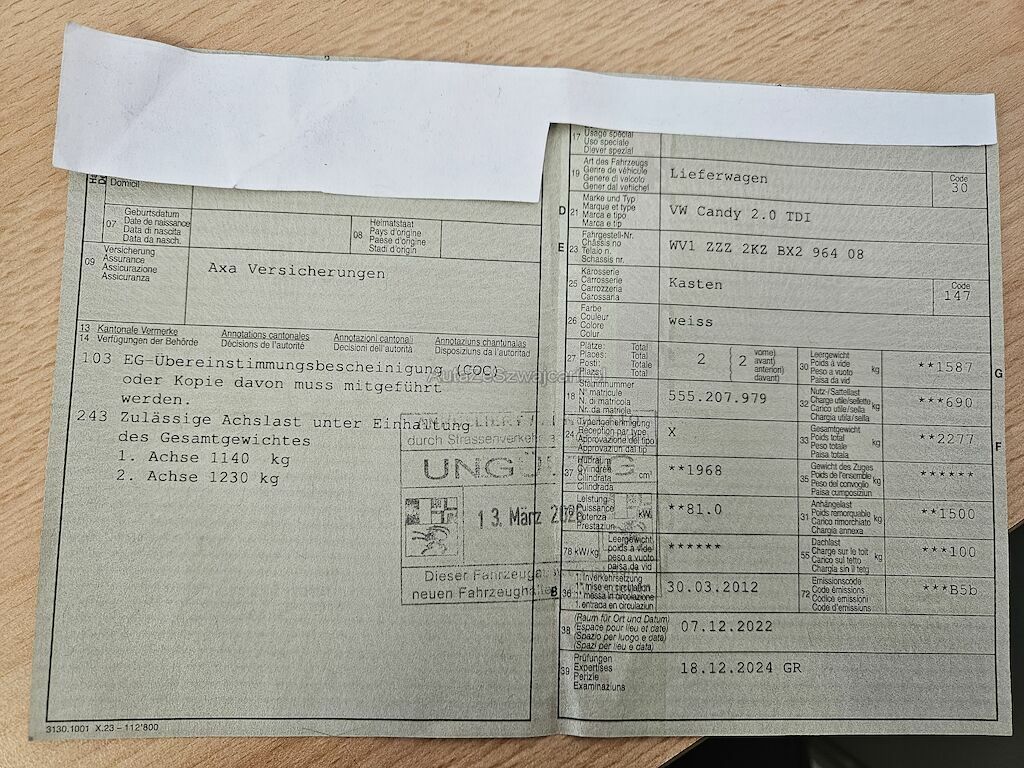 Domicil
07
Geburtsdatum
Date de naissance
Data di nascita
Data da nasch.
08
Heimatstaat
Pays d'origine
Paese d'origine
Stadi d'origin
09
Versicherung
Assurance
Assicurazione
Assicuranza
Axa Versicherungen
13 Kantonale Vermerke Annotations cantonales Annotazioni cantonali Annotaziuns chantunalas
14 Verfügungen der Behörde Décisions de l'autorité Decisioni dell'autorità Disposiziuns da l'autoritad
103 EG-Übereinstimmungsbescheinigung (COC)
oder Kopie davon muss mitgeführt
werden.
243 Zulässige Achslast unter Einhaltung
des Gesamtgewichtes
1. Achse 1140 kg
2. Achse 1230 kg
durch Strassenverkehrs
UNG
13. März 2026
Dieser Fahrzeuga
neuen Fahrzeughalte
3130.1001 X.23 – 112'800
17
Usage spécial
Uso speciale
Diever spezial
19
Art des Fahrzeugs
Genre de véhicule
Genere di veicolo
Gener dal vehichel
Lieferwagen
Code
30
D
21
Marke und Typ
Marque et type
Marca e tipo
Marca e tip
VW Candy 2.0 TDI
E
23
Fahrgestell-Nr.
Châssis no
Telaio n.
Schassis nr.
WV1 ZZZ 2KZ BX2 964 08
25
Karosserie
Carrosserie
Carrozzeria
Carossaria
Kasten
Code
147
26
Farbe
Couleur
Colore
Colur
weiss
27
Plätze: Total
Places: Total
Posti: Totale
Plazs: Total
2
2
vorne)
avant)
anteriori)
davant)
30
Leergewicht
Poids à vide
Peso a vuoto
Paisa da vid
kg
**1587
G
18
Stammnummer
N° matricule
N. di matricola
Nr. da matricla
555.207.979
32
Nutz-/Sattellast
Charge utile/sellette
Carico utile/sella
Chargia utila/sella
kg
***690
24
Typengenehmigung
Réception par type
Approvazione del tipo
Approvaziun dal tip
X
33
Gesamtgewicht
Poids total
Peso totale
Paisa totala
kg
**2277
F
37
Hubraum
Cylindrée
Cilindrata
Cilindrada
cm³
**1968
35
Gewicht des Zuges
Poids de l'ensemble
Peso del convoglio
Paisa cumposiziun
kg
******
Leistung
Puissance
Potenza
Prestaziun
kW
**81.0
31
Anhängelast
Poids remorquable
Carico rimorchiato
Chargia annexa
kg
**1500
78 kW/kg
Leergewicht
poids à vide
peso a vuoto
paisa da vid
******
55
Dachlast
Charge sur le toit
Carico sul tetto
Chargia sin il tetg
kg
***100
B
36
1. Inverkehrsetzung
1re mise en circulation
1a messa in circolazione
1. entrada en circulaziun
30.03.2012
72
Emissionscode
Code émissions
Codice emissioni
Code d'emissions
***B5b
38
(Raum für Ort und Datum)
(Espace pour lieu et date)
(Spazio per luogo e data)
(Spazi per lieu e data)
07.12.2022
39
Prüfungen
Expertises
Perizie
Examinaziuns
18.12.2024 GR